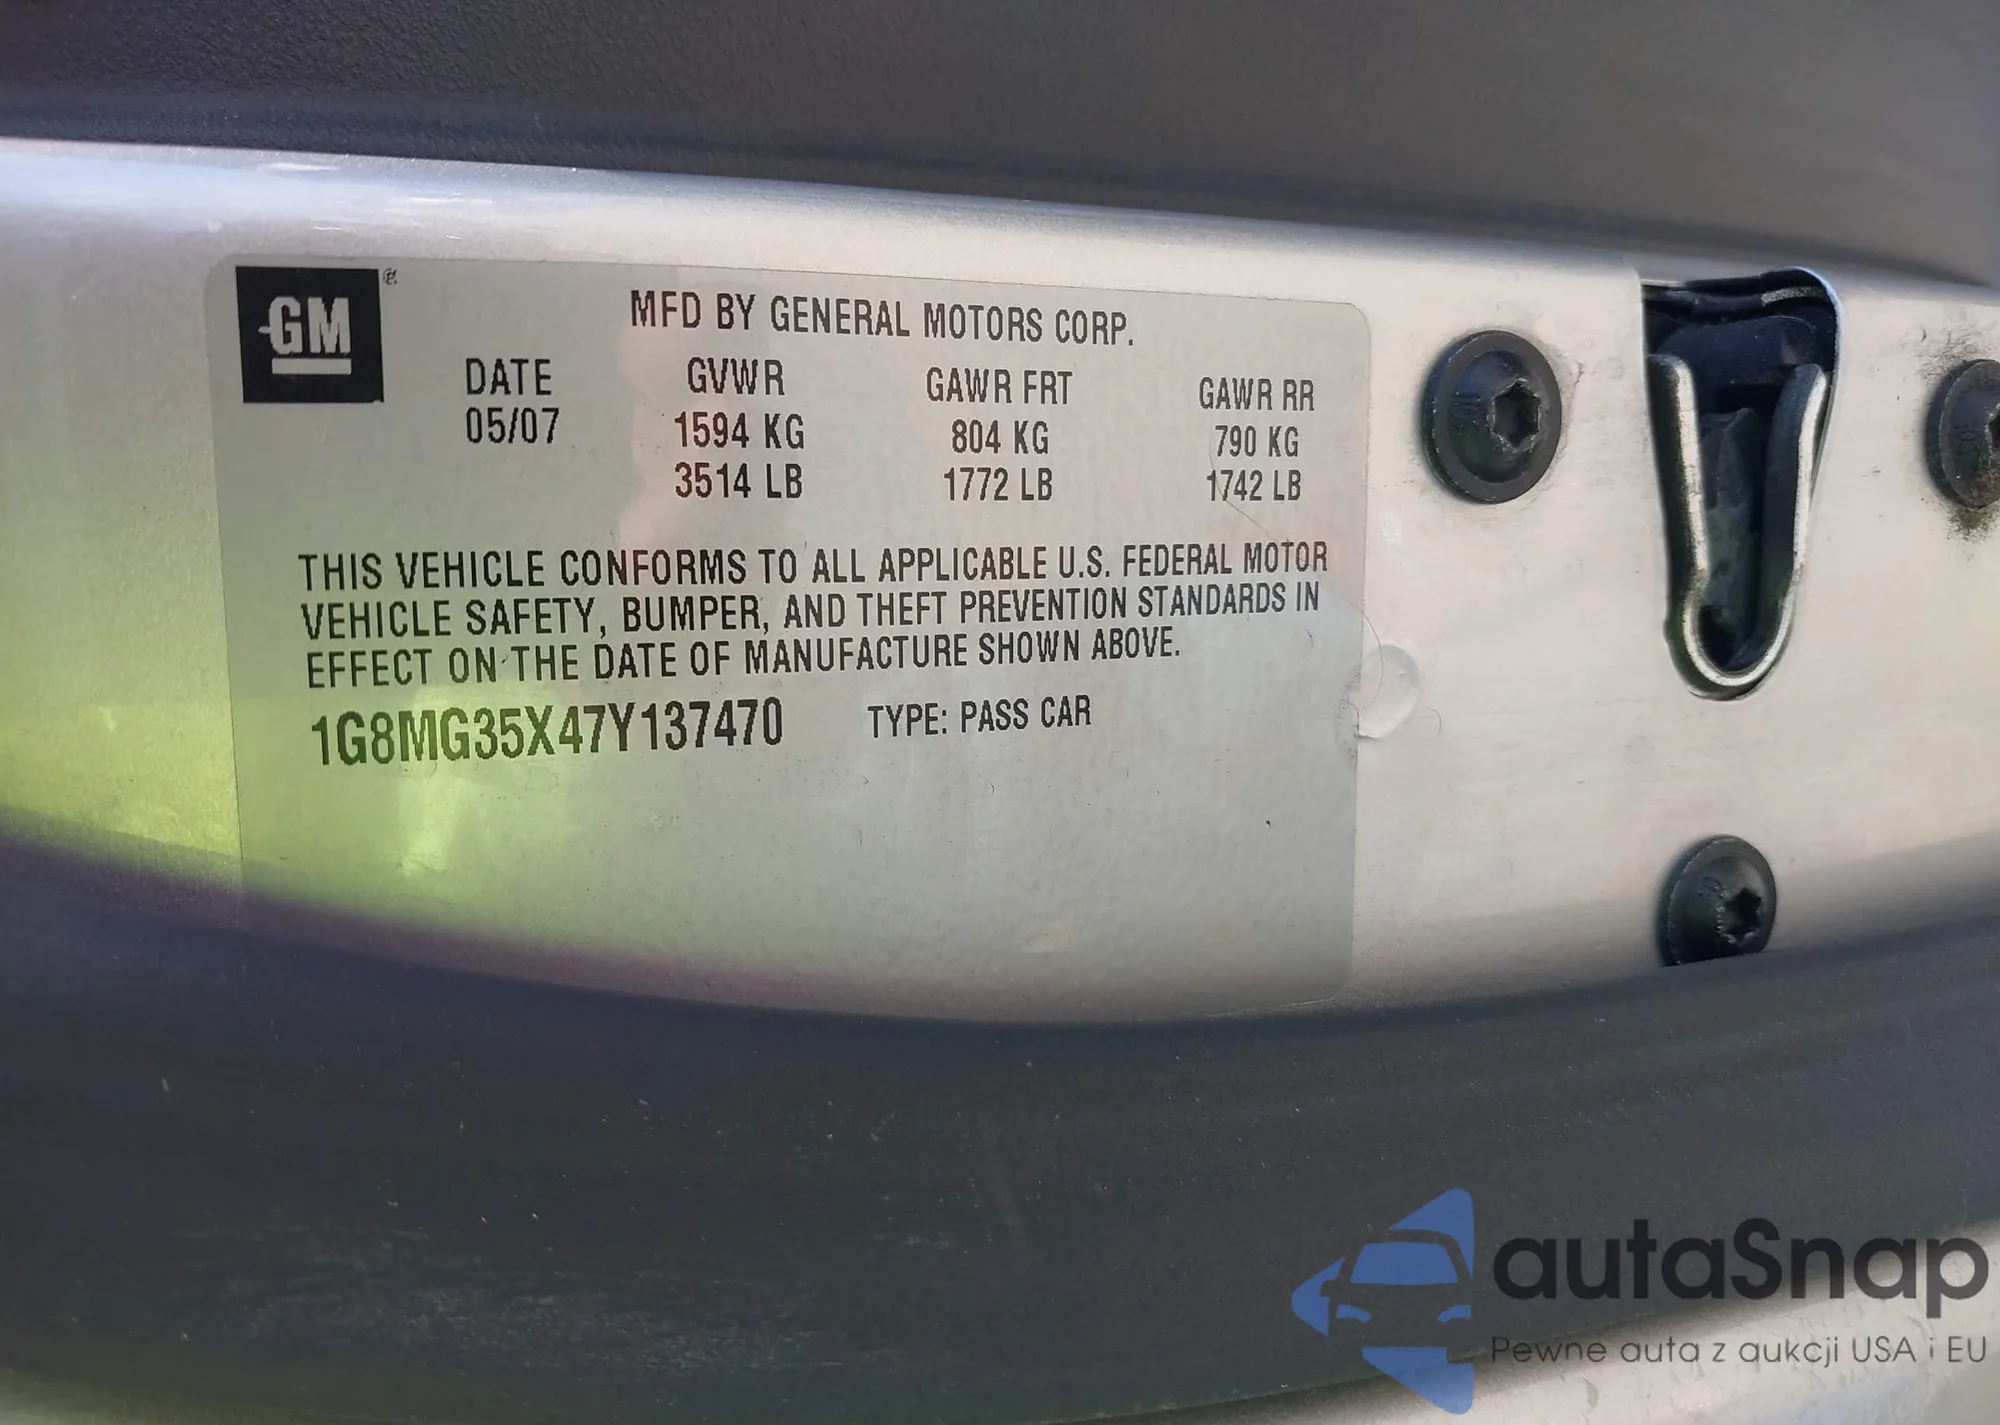 GM
MFD BY GENERAL MOTORS CORP.
DATE GVWR GAWR FRT GAWR RR
05/07 1594 KG 804 KG 790 KG
3514 LB 1772 LB 1742 LB
THIS VEHICLE CONFORMS TO ALL APPLICABLE U.S. FEDERAL MOTOR
VEHICLE SAFETY, BUMPER, AND THEFT PREVENTION STANDARDS IN
EFFECT ON THE DATE OF MANUFACTURE SHOWN ABOVE.
1G8MG35X47Y137470 TYPE: PASS CAR
autaSnap
Pewne auta z aukcji USA i EU